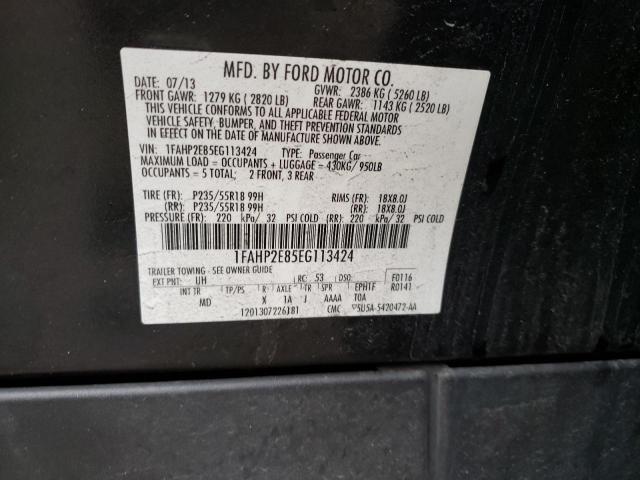 MFD. BY FORD MOTOR CO.
DATE: 07/13 GVWR: 2386 KG ( 5260 LB)
FRONT GAWR: 1279 KG ( 2820 LB) REAR GAWR: 1143 KG ( 2520 LB)
THIS VEHICLE CONFORMS TO ALL APPLICABLE FEDERAL MOTOR
VEHICLE SAFETY, BUMPER, AND THEFT PREVENTION STANDARDS
IN EFFECT ON THE DATE OF MANUFACTURE SHOWN ABOVE.
VIN: 1FAHP2E85EG113424 TYPE: Passenger Car
MAXIMUM LOAD = OCCUPANTS + LUGGAGE = 430KG/ 950LB
OCCUPANTS = 5 TOTAL; 2 FRONT, 3 REAR
TIRE (FR): P235/55R18 99H RIMS (FR): 18X8.0J
(RR): P235/55R18 99H (RR): 18X8.0J
PRESSURE (FR): 220 kPa/ 32 PSI COLD (RR): 220 kPa/ 32 PSI COLD
1FAHP2E85EG113424
TRAILER TOWING - SEE OWNER GUIDE
EXT PNT: UH RC: 53 DSO: F0116
INT TR TP/PS R AXLE TR SPR EPHTF R0141
MD X 1A J AAAA TOA
1201307226181 CMC 5U5A-5420472-AA